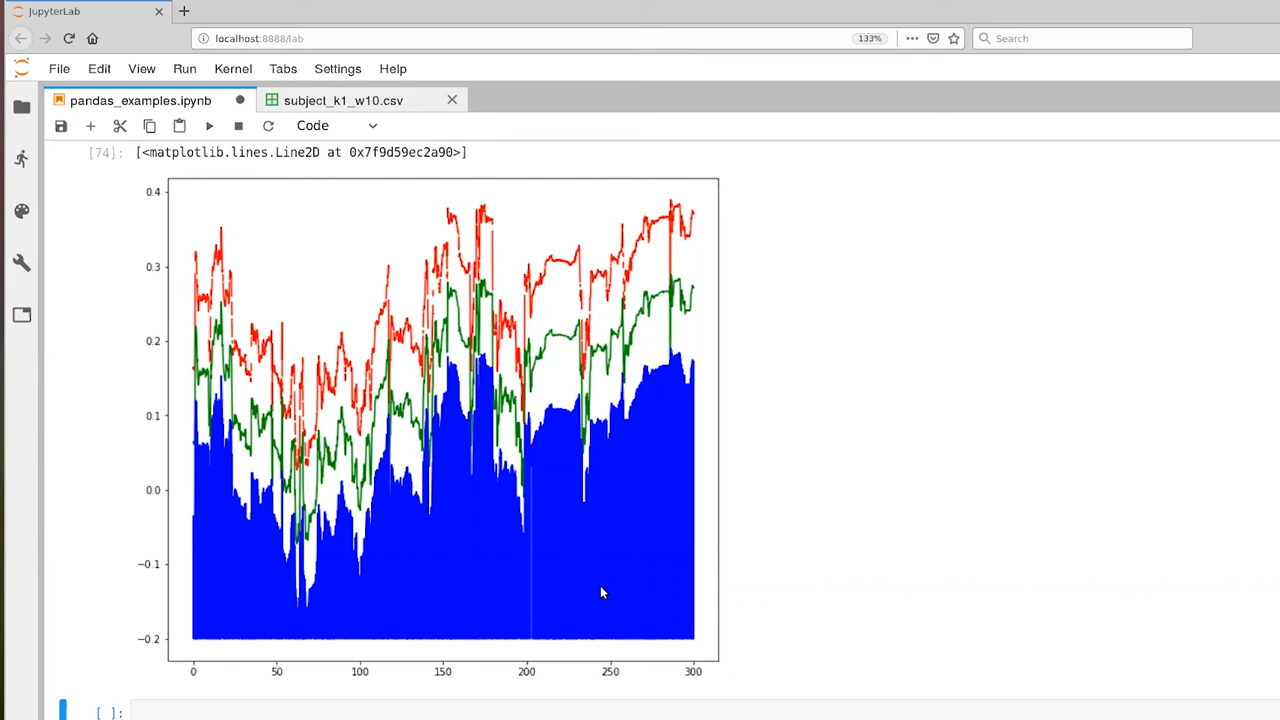 JupyterLab
localhost:8888/lab
133%
Search
File Edit View Run Kernel Tabs Settings Help
pandas_examples.ipynb
subject_k1_w10.csv
Code
[74]: [<matplotlib.lines.Line2D at 0x7f9d59ec2a90>]
0.4
0.3
0.2
0.1
0.0
−0.1
−0.2
0 50 100 150 200 250 300
[ ]: